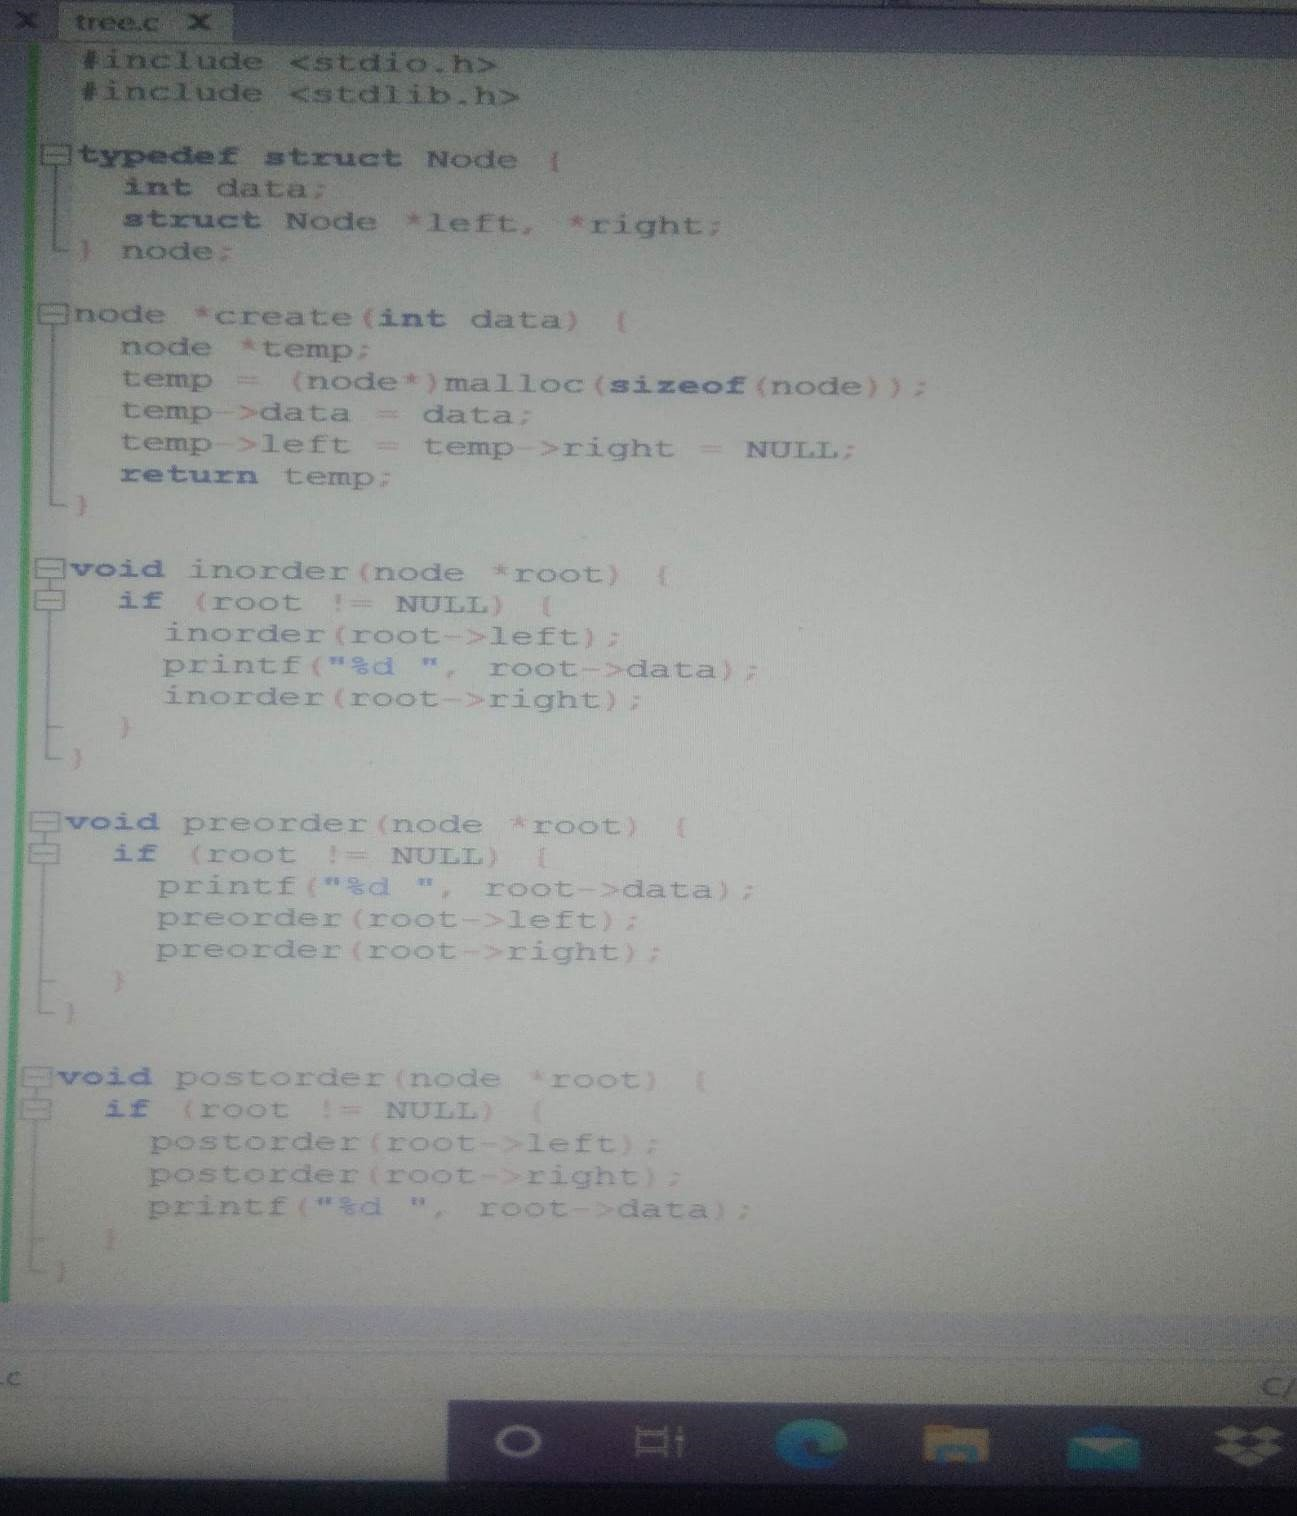 X tree.c X
#include <stdio.h>
#include <stdlib.h>
typedef struct Node {
int data;
struct Node *left, *right;
} node;
node *create(int data) {
node *temp;
temp = (node*)malloc(sizeof(node));
temp->data = data;
temp->left = temp->right = NULL;
return temp;
}
void inorder(node *root) {
if (root != NULL) {
inorder(root->left);
printf("%d ", root->data);
inorder(root->right);
}
}
void preorder(node *root) {
if (root != NULL) {
printf("%d ", root->data);
preorder(root->left);
preorder(root->right);
}
}
void postorder(node *root) {
if (root != NULL) {
postorder(root->left);
postorder(root->right);
printf("%d ", root->data);
}
}
.c
C/